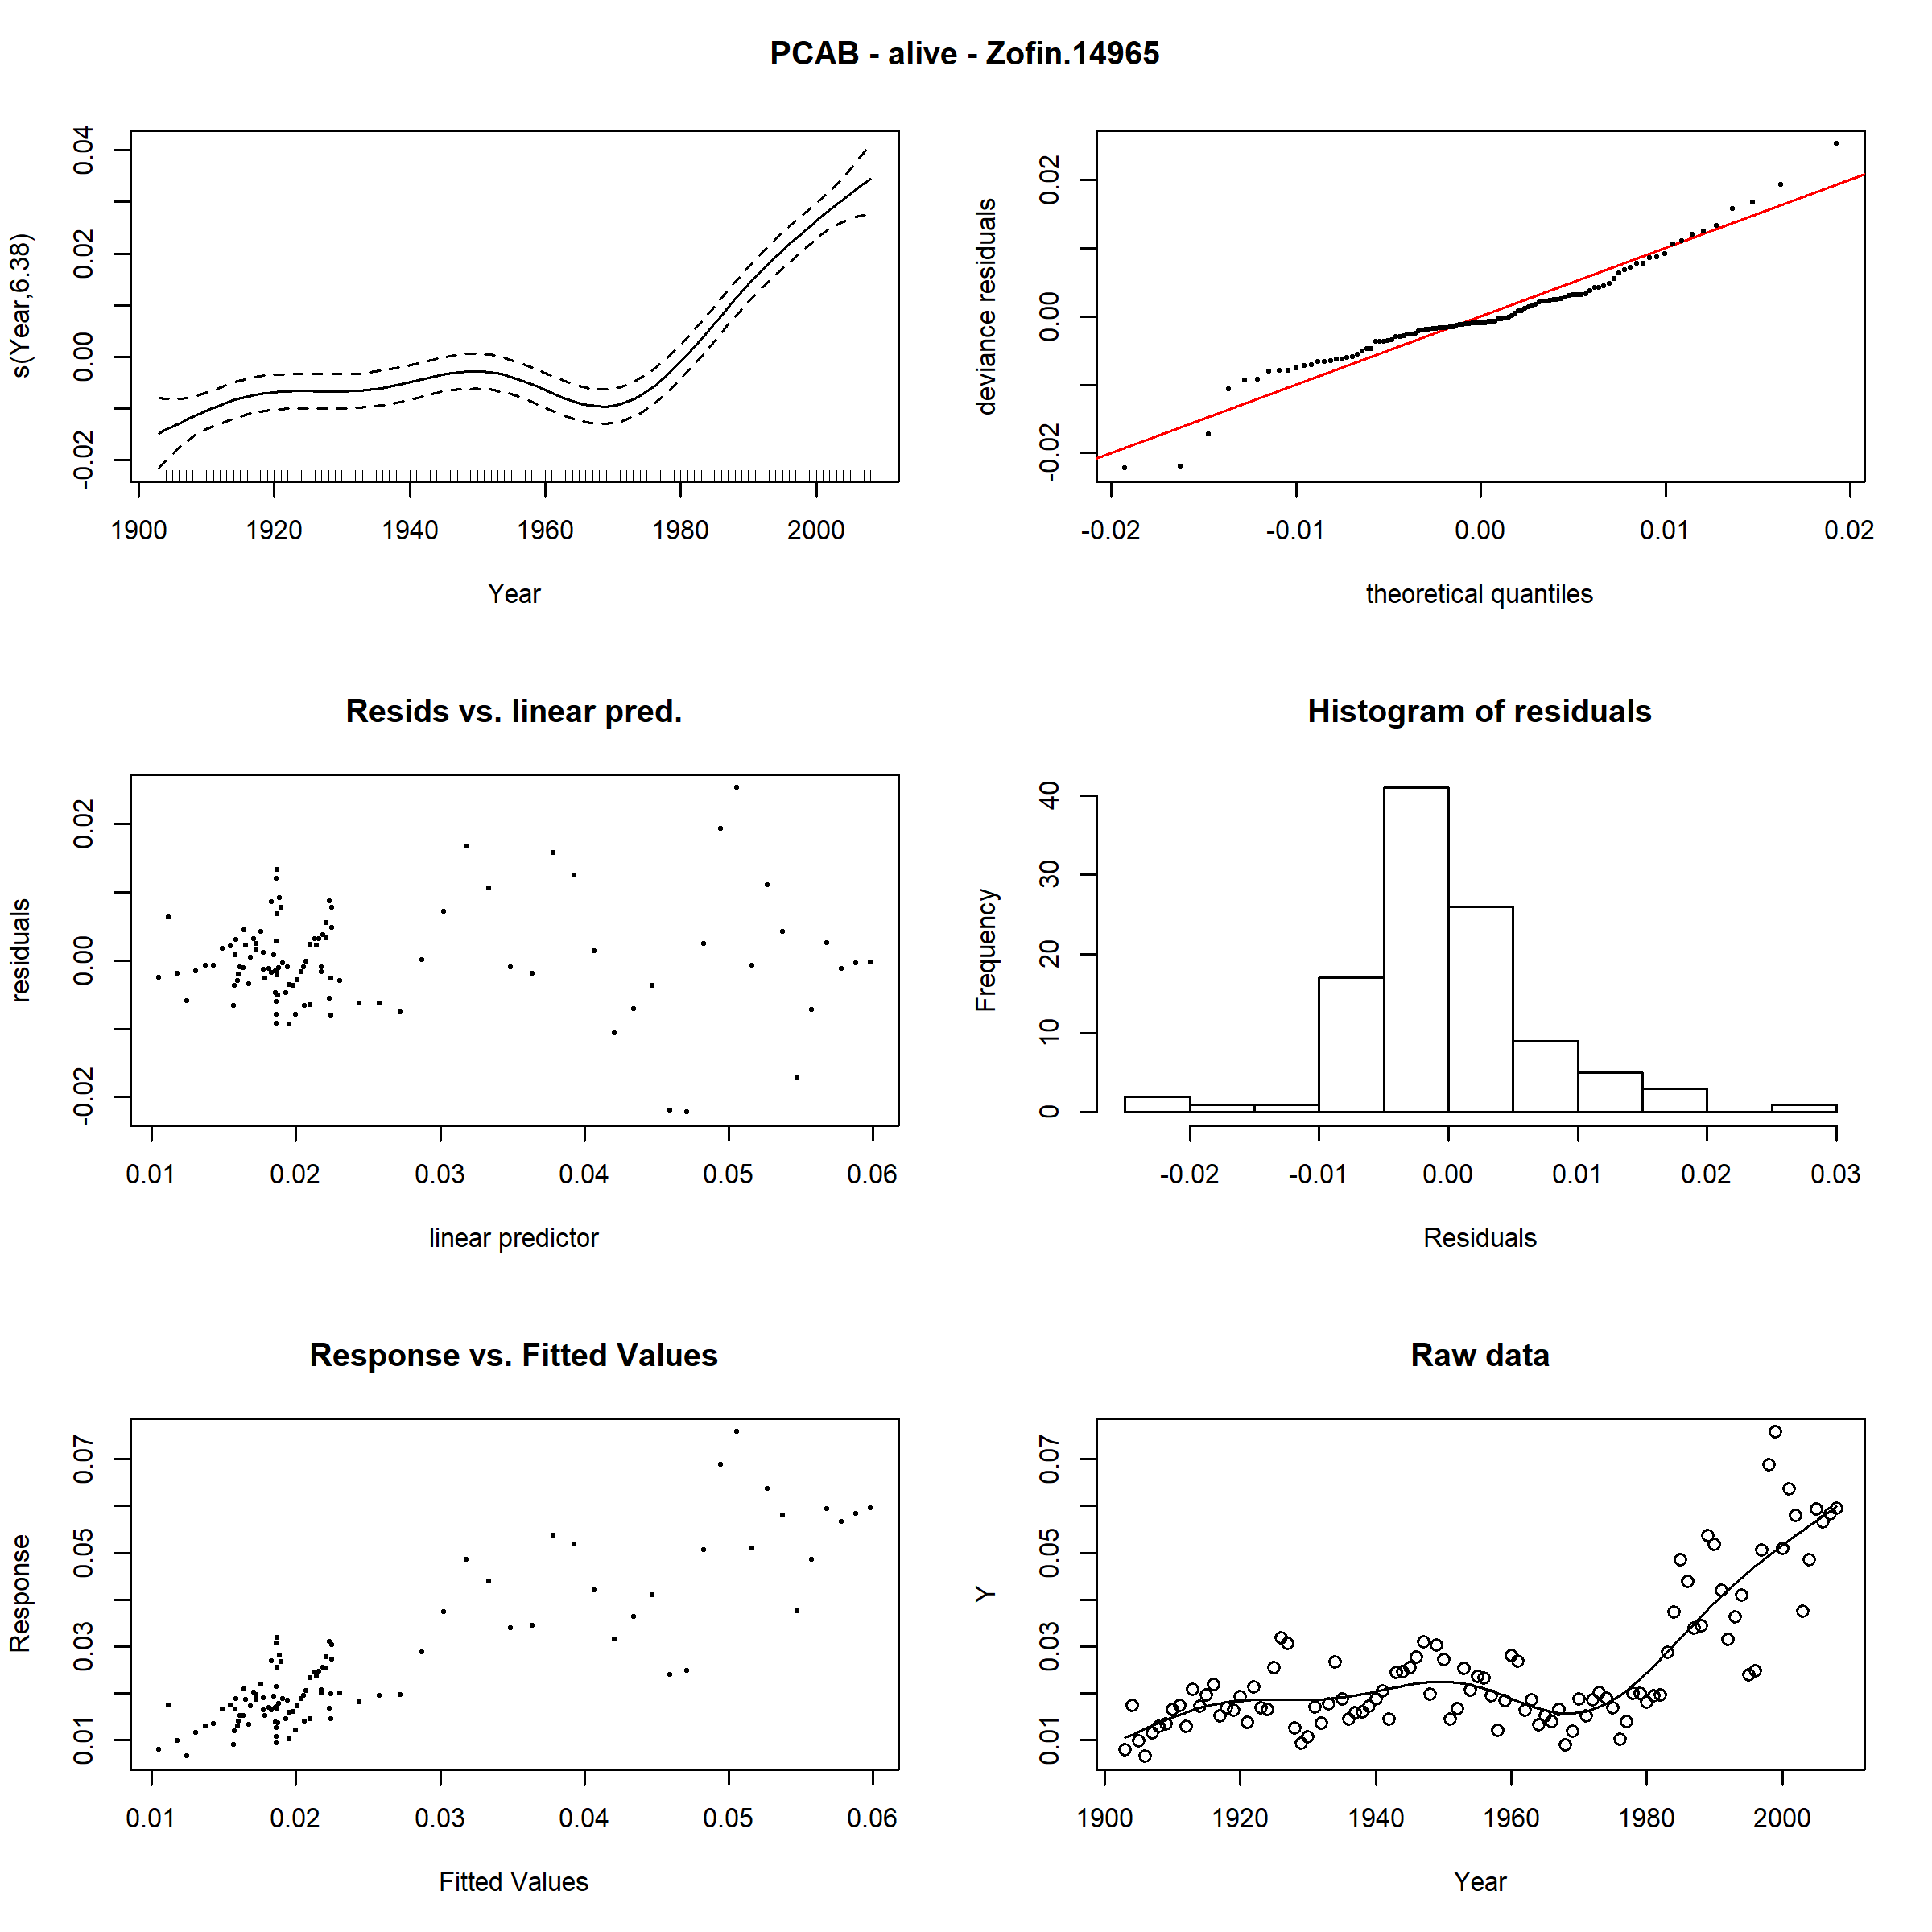 PCAB - alive - Zofin.14965
s(Year,6.38)
-0.02 0.00 0.02 0.04
1900 1920 1940 1960 1980 2000
Year
deviance residuals
-0.02 0.00 0.02
-0.02 -0.01 0.00 0.01 0.02
theoretical quantiles
Resids vs. linear pred.
residuals
-0.02 0.00 0.02
0.01 0.02 0.03 0.04 0.05 0.06
linear predictor
Histogram of residuals
Frequency
0 10 20 30 40
-0.02 -0.01 0.00 0.01 0.02 0.03
Residuals
Response vs. Fitted Values
Response
0.01 0.03 0.05 0.07
0.01 0.02 0.03 0.04 0.05 0.06
Fitted Values
Raw data
Y
0.01 0.03 0.05 0.07
1900 1920 1940 1960 1980 2000
Year